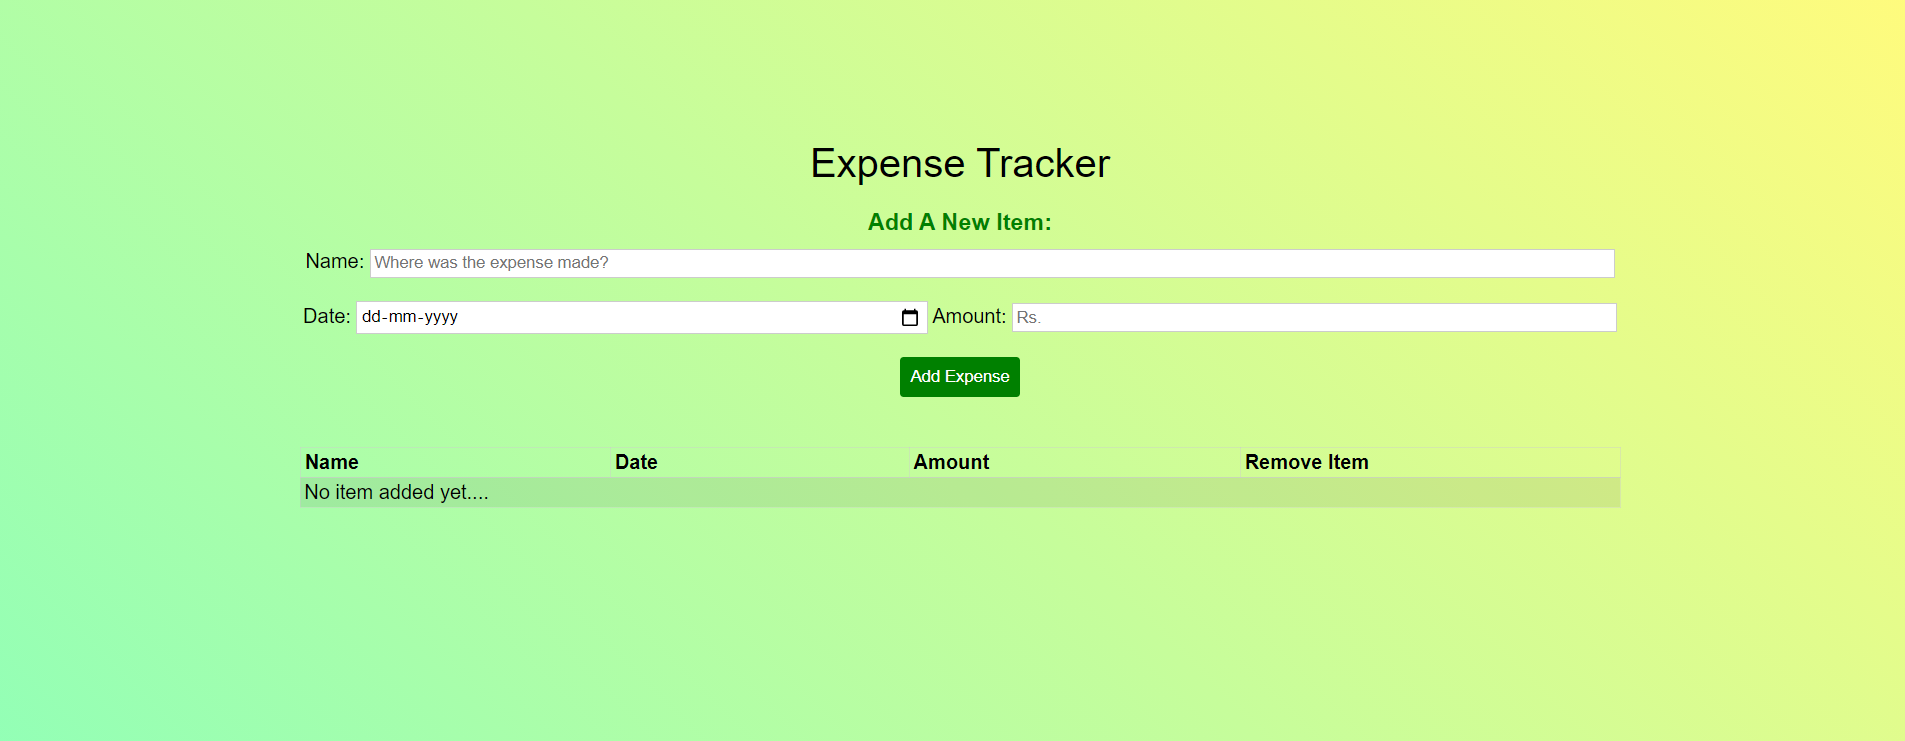 Expense Tracker
Add A New Item:
Name: Where was the expense made?
Date: dd-mm-yyyy Amount: Rs.
Add Expense
Name Date Amount Remove Item
No item added yet....